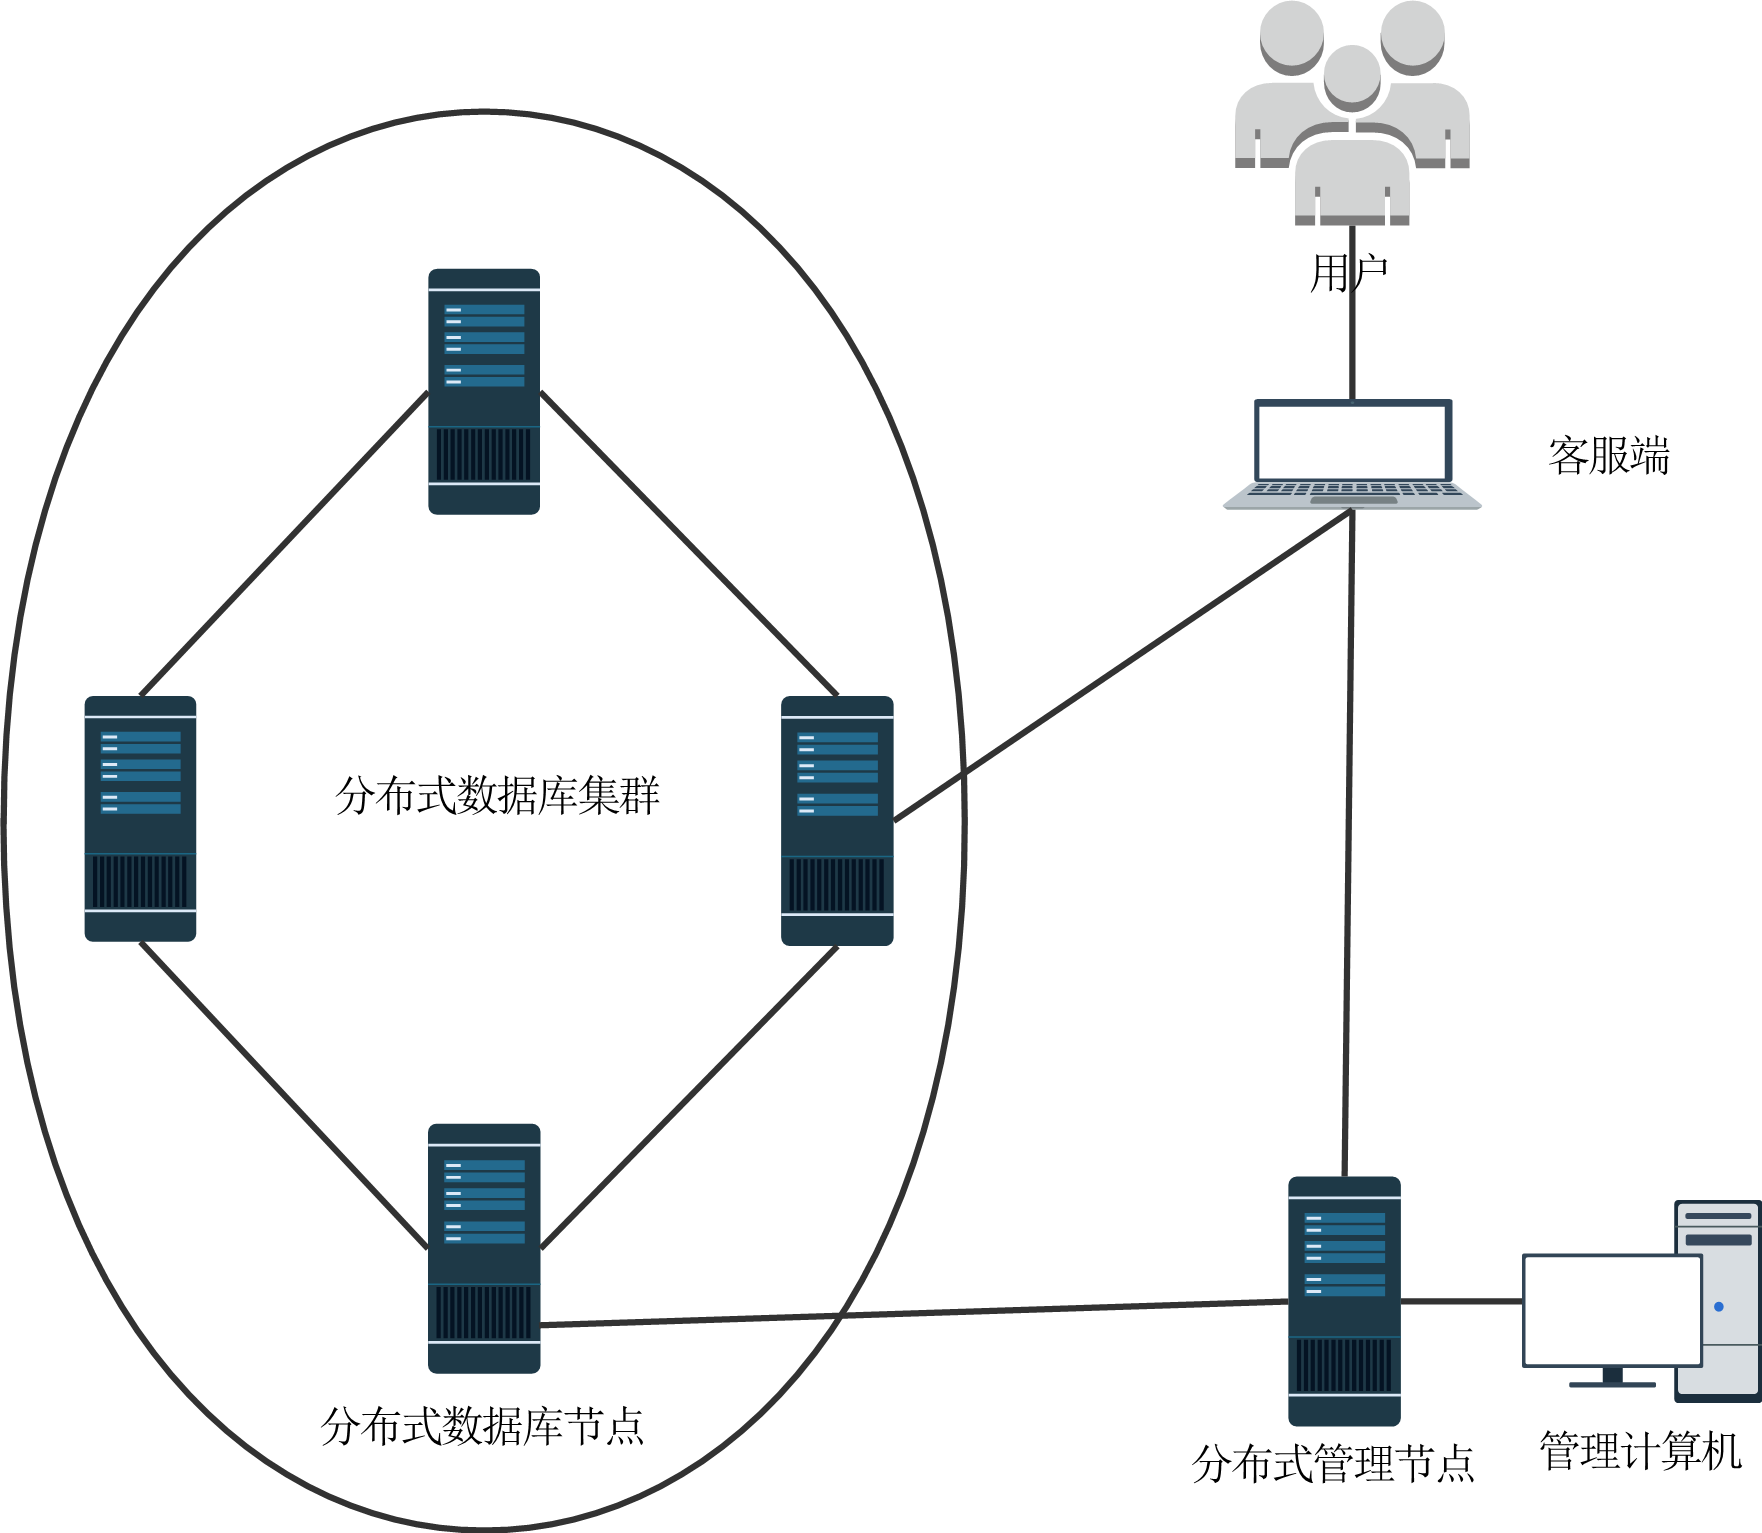 用户
客服端
分布式数据库集群
分布式数据库节点
分布式管理节点
管理计算机